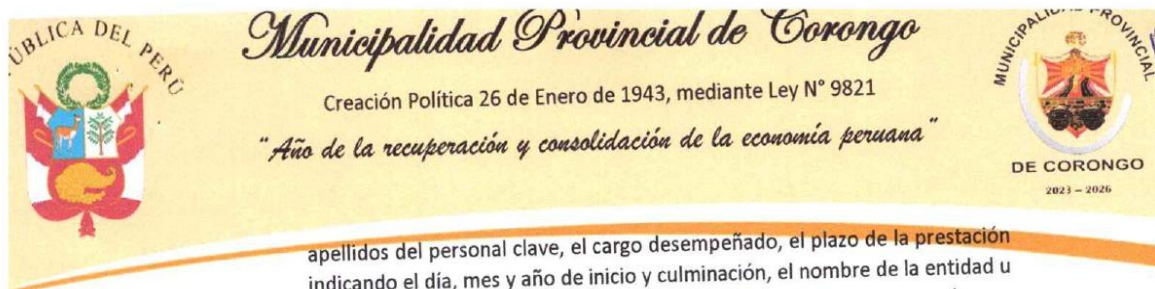 REPÚBLICA DEL PERÚ
Municipalidad Provincial de Corongo
Creación Política 26 de Enero de 1943, mediante Ley N° 9821
"Año de la recuperación y consolidación de la economía peruana"
MUNICIPALIDAD PROVINCIAL
DE CORONGO
2023 – 2026
apellidos del personal clave, el cargo desempeñado, el plazo de la prestación
indicando el día, mes y año de inicio y culminación, el nombre de la entidad u